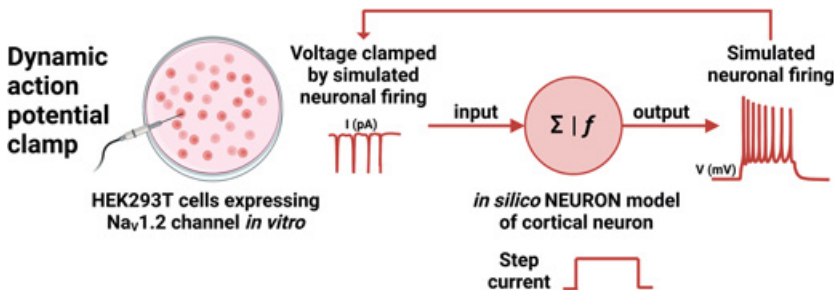 Dynamic
action
potential
clamp
HEK293T cells expressing
Naᵥ1.2 channel in vitro
Voltage clamped
by simulated
neuronal firing
I (pA)
input
Σ | f
output
in silico NEURON model
of cortical neuron
Step
current
Simulated
neuronal firing
V (mV)